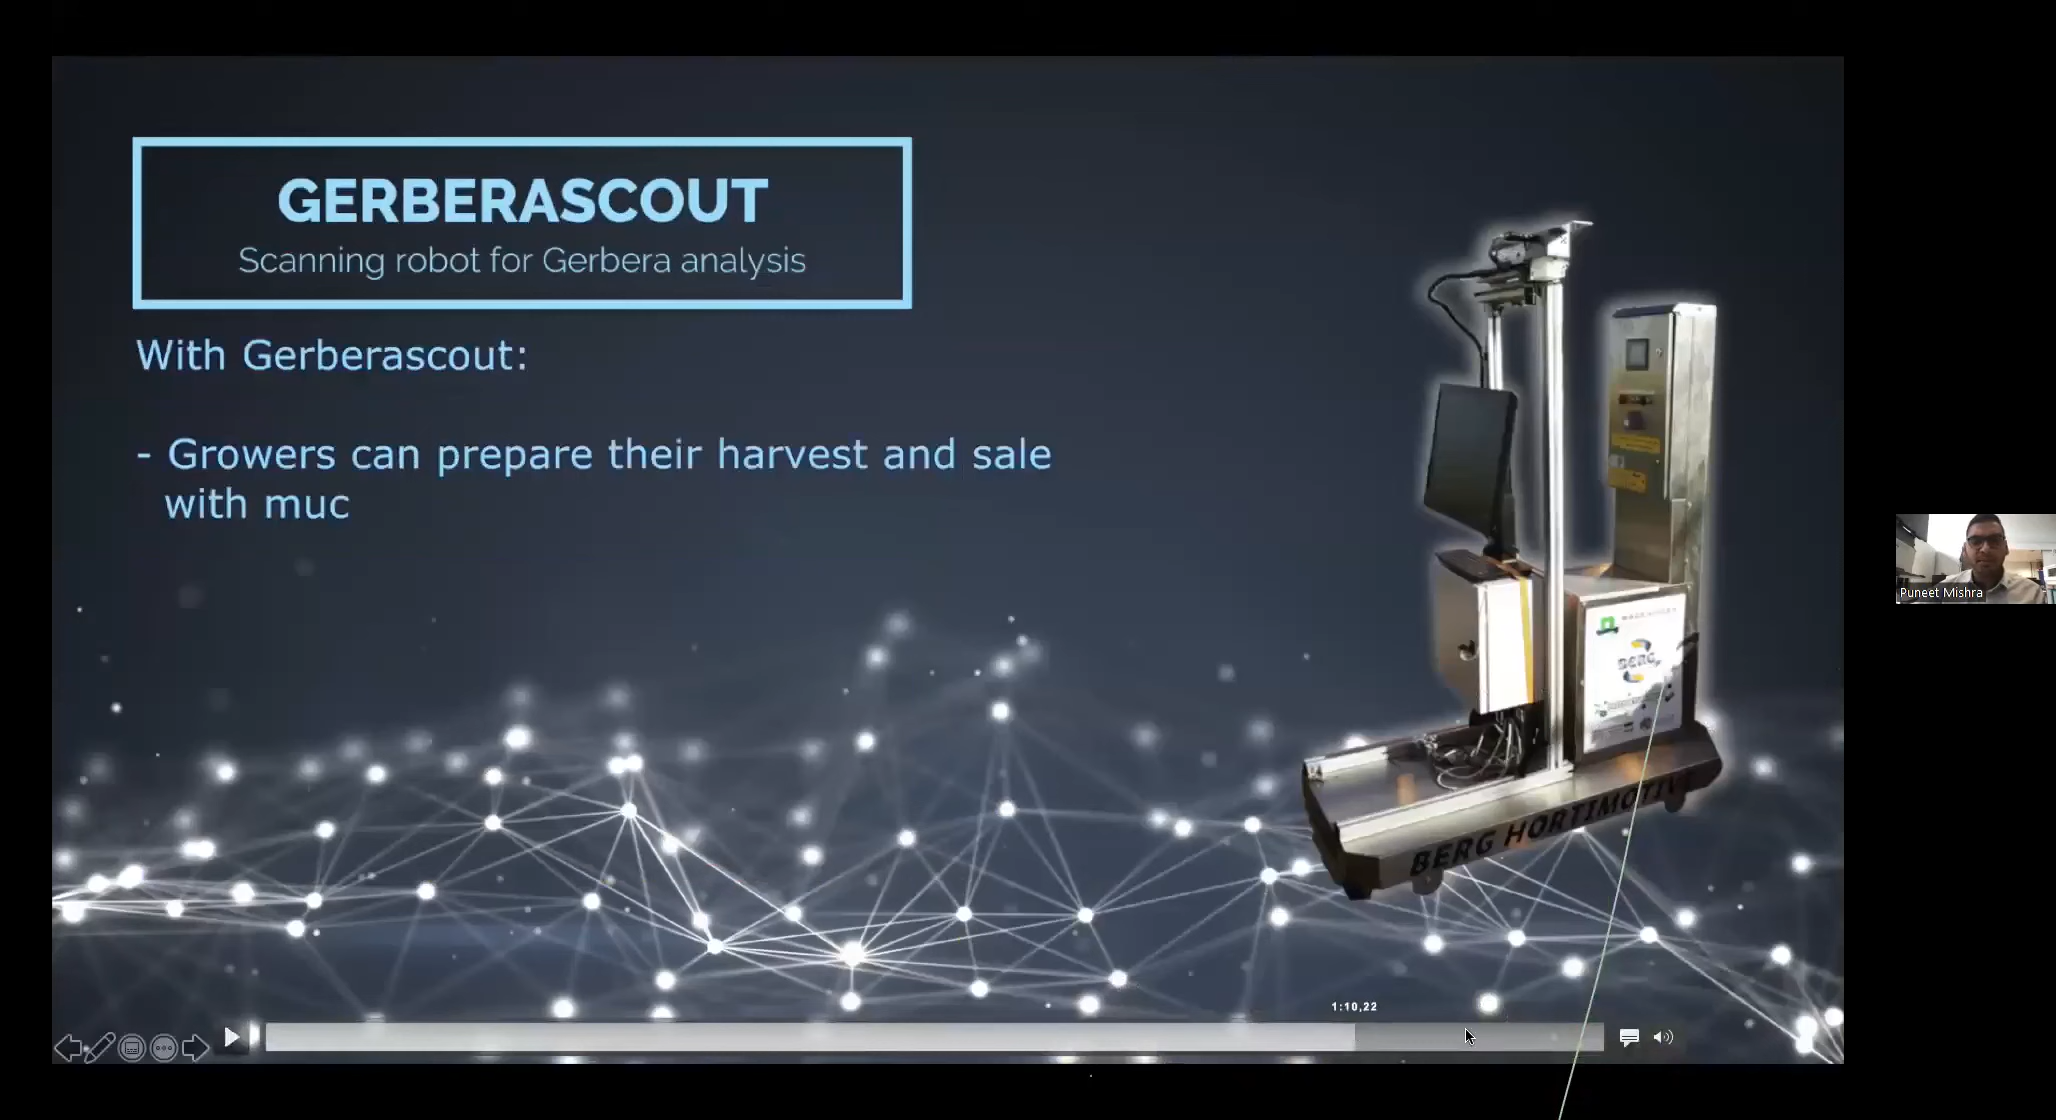 GERBERASCOUT
Scanning robot for Gerbera analysis
With Gerberascout:
- Growers can prepare their harvest and sale
with muc
BERG
BERG HORTIMOTIVE
1:10,22
Puneet Mishra